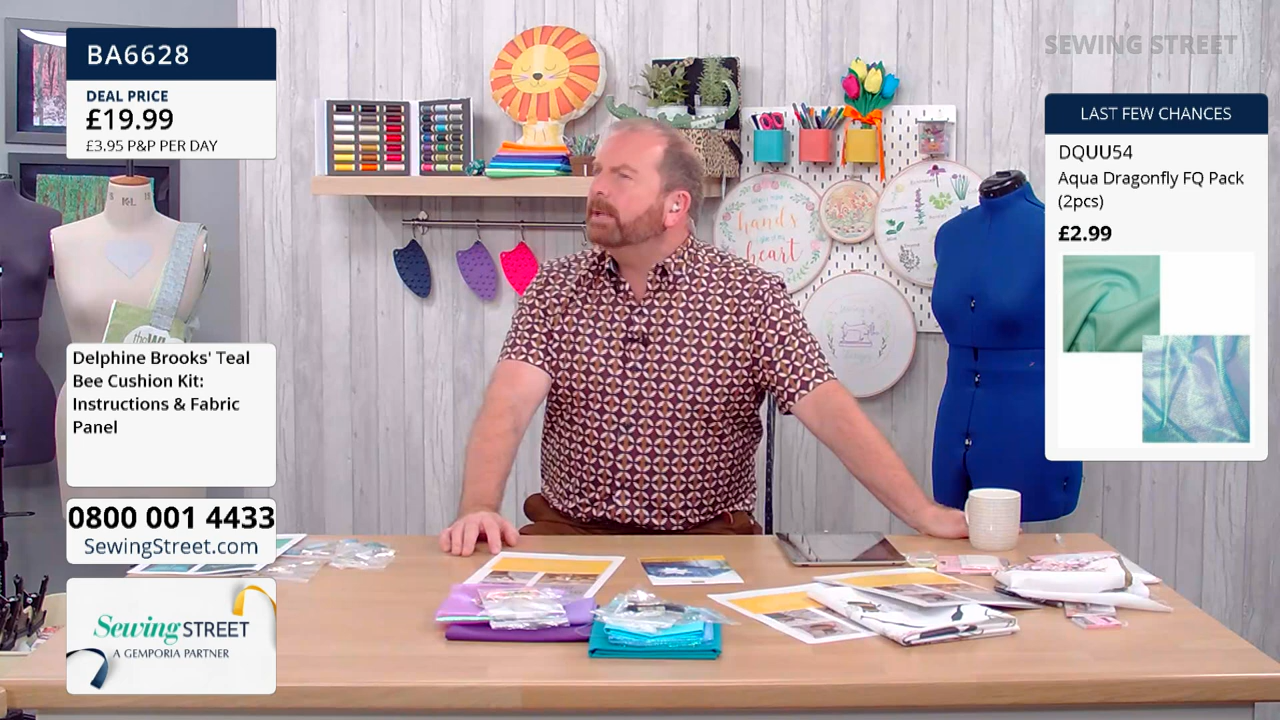 BA6628
DEAL PRICE
£19.99
£3.95 P&P PER DAY
Delphine Brooks' Teal
Bee Cushion Kit:
Instructions & Fabric
Panel
0800 001 4433
SewingStreet.com
Sewing STREET
A GEMPORIA PARTNER
SEWING STREET
LAST FEW CHANCES
DQUU54
Aqua Dragonfly FQ Pack
(2pcs)
£2.99
hands
heart
the WI